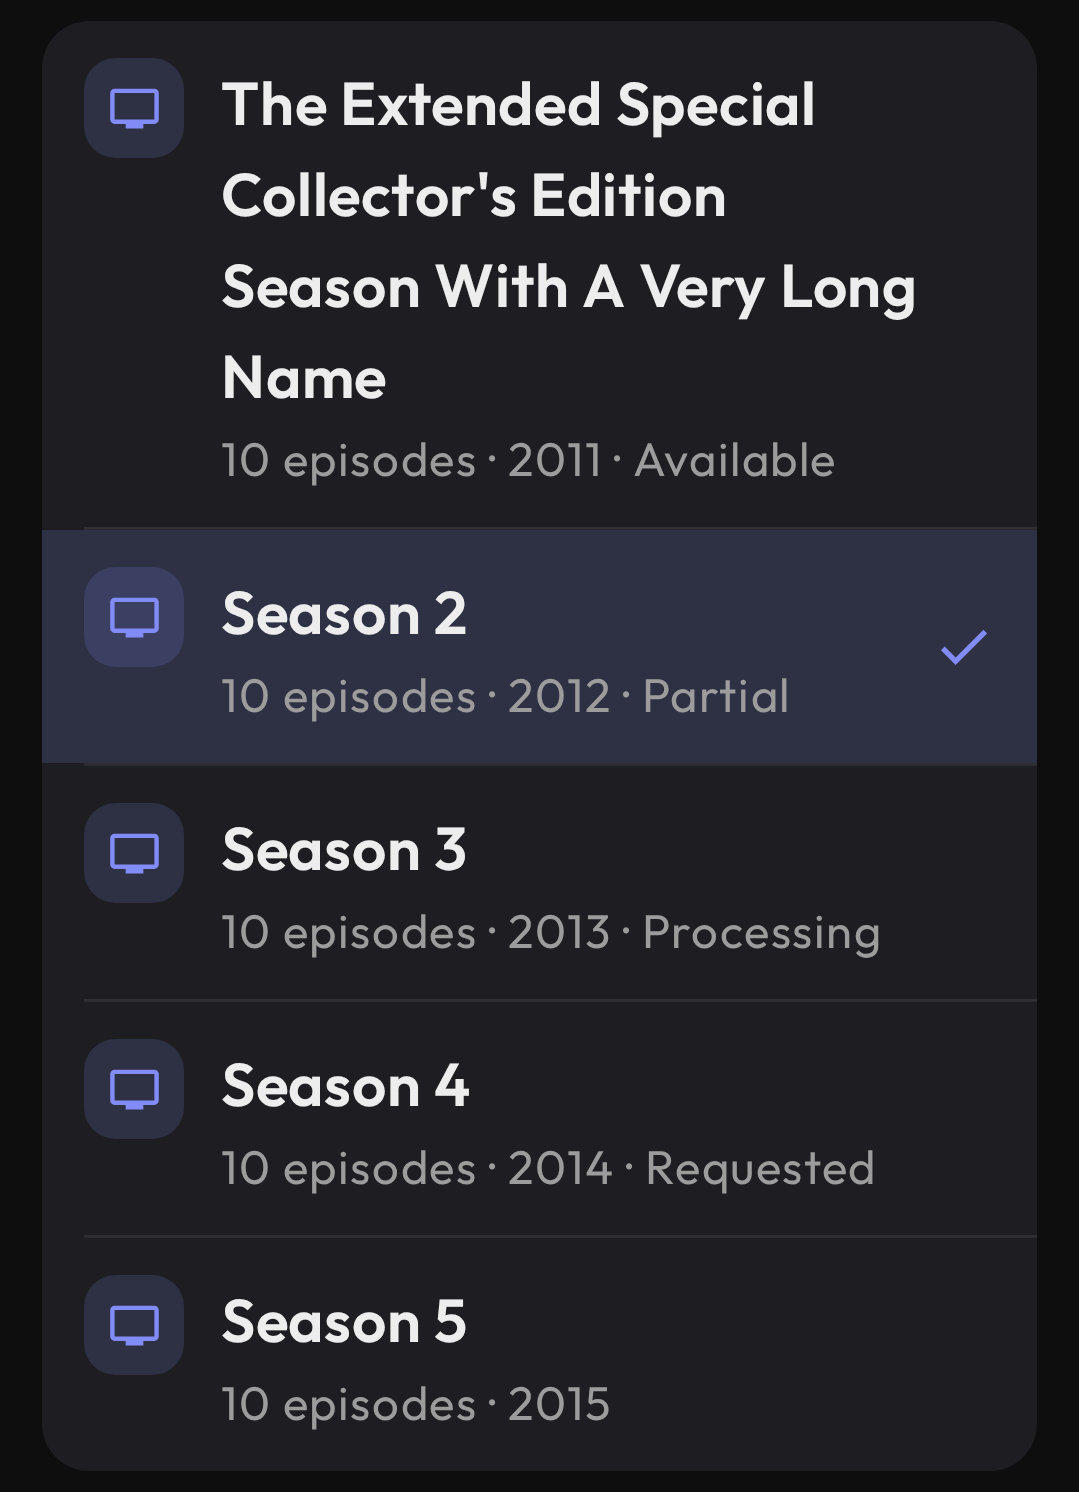 The Extended Special
Collector's Edition
Season With A Very Long
Name
10 episodes · 2011 · Available
Season 2
10 episodes · 2012 · Partial
Season 3
10 episodes · 2013 · Processing
Season 4
10 episodes · 2014 · Requested
Season 5
10 episodes · 2015